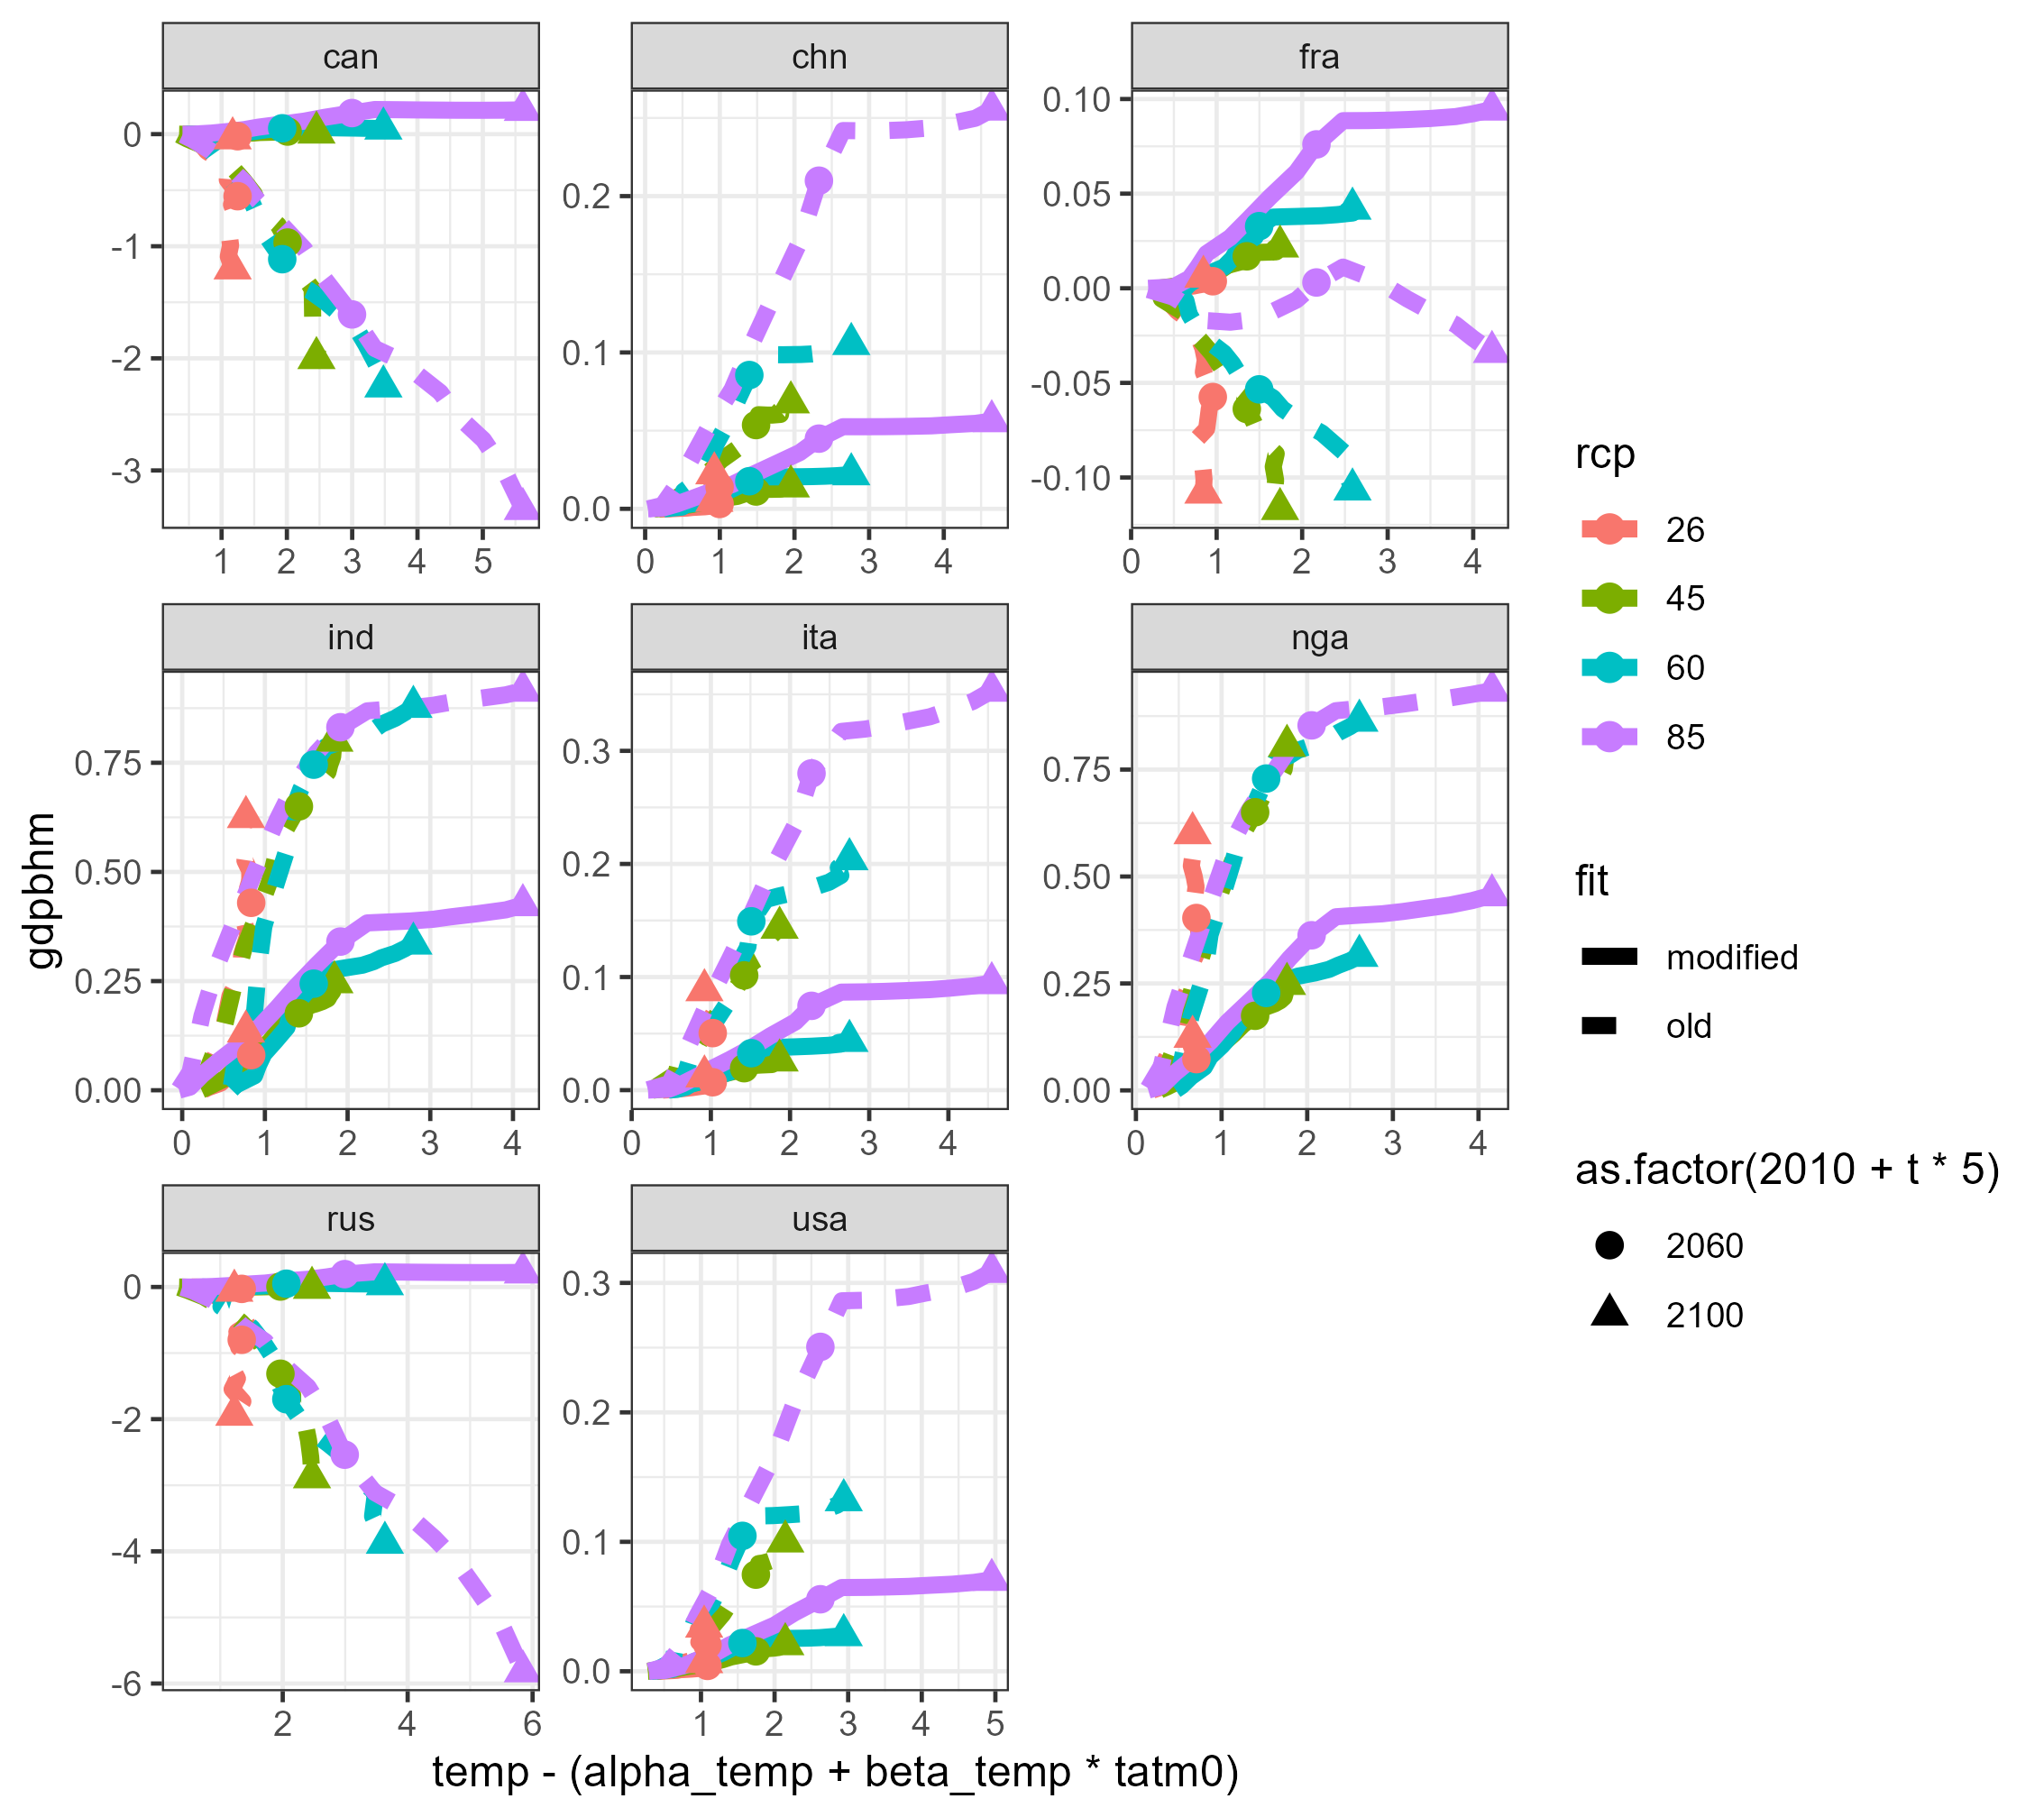 can
chn
fra
0
-1
-2
-3
1 2 3 4 5
0.2
0.1
0.0
0 1 2 3 4
0.10
0.05
0.00
-0.05
-0.10
0 1 2 3 4
ind
ita
nga
0.75
0.50
0.25
0.00
0 1 2 3 4
0.3
0.2
0.1
0.0
0 1 2 3 4
0.75
0.50
0.25
0.00
0 1 2 3 4
rus
usa
0
-2
-4
-6
2 4 6
0.3
0.2
0.1
0.0
1 2 3 4 5
gdpbhm
temp - (alpha_temp + beta_temp * tatm0)
rcp
26
45
60
85
fit
modified
old
as.factor(2010 + t * 5)
2060
2100